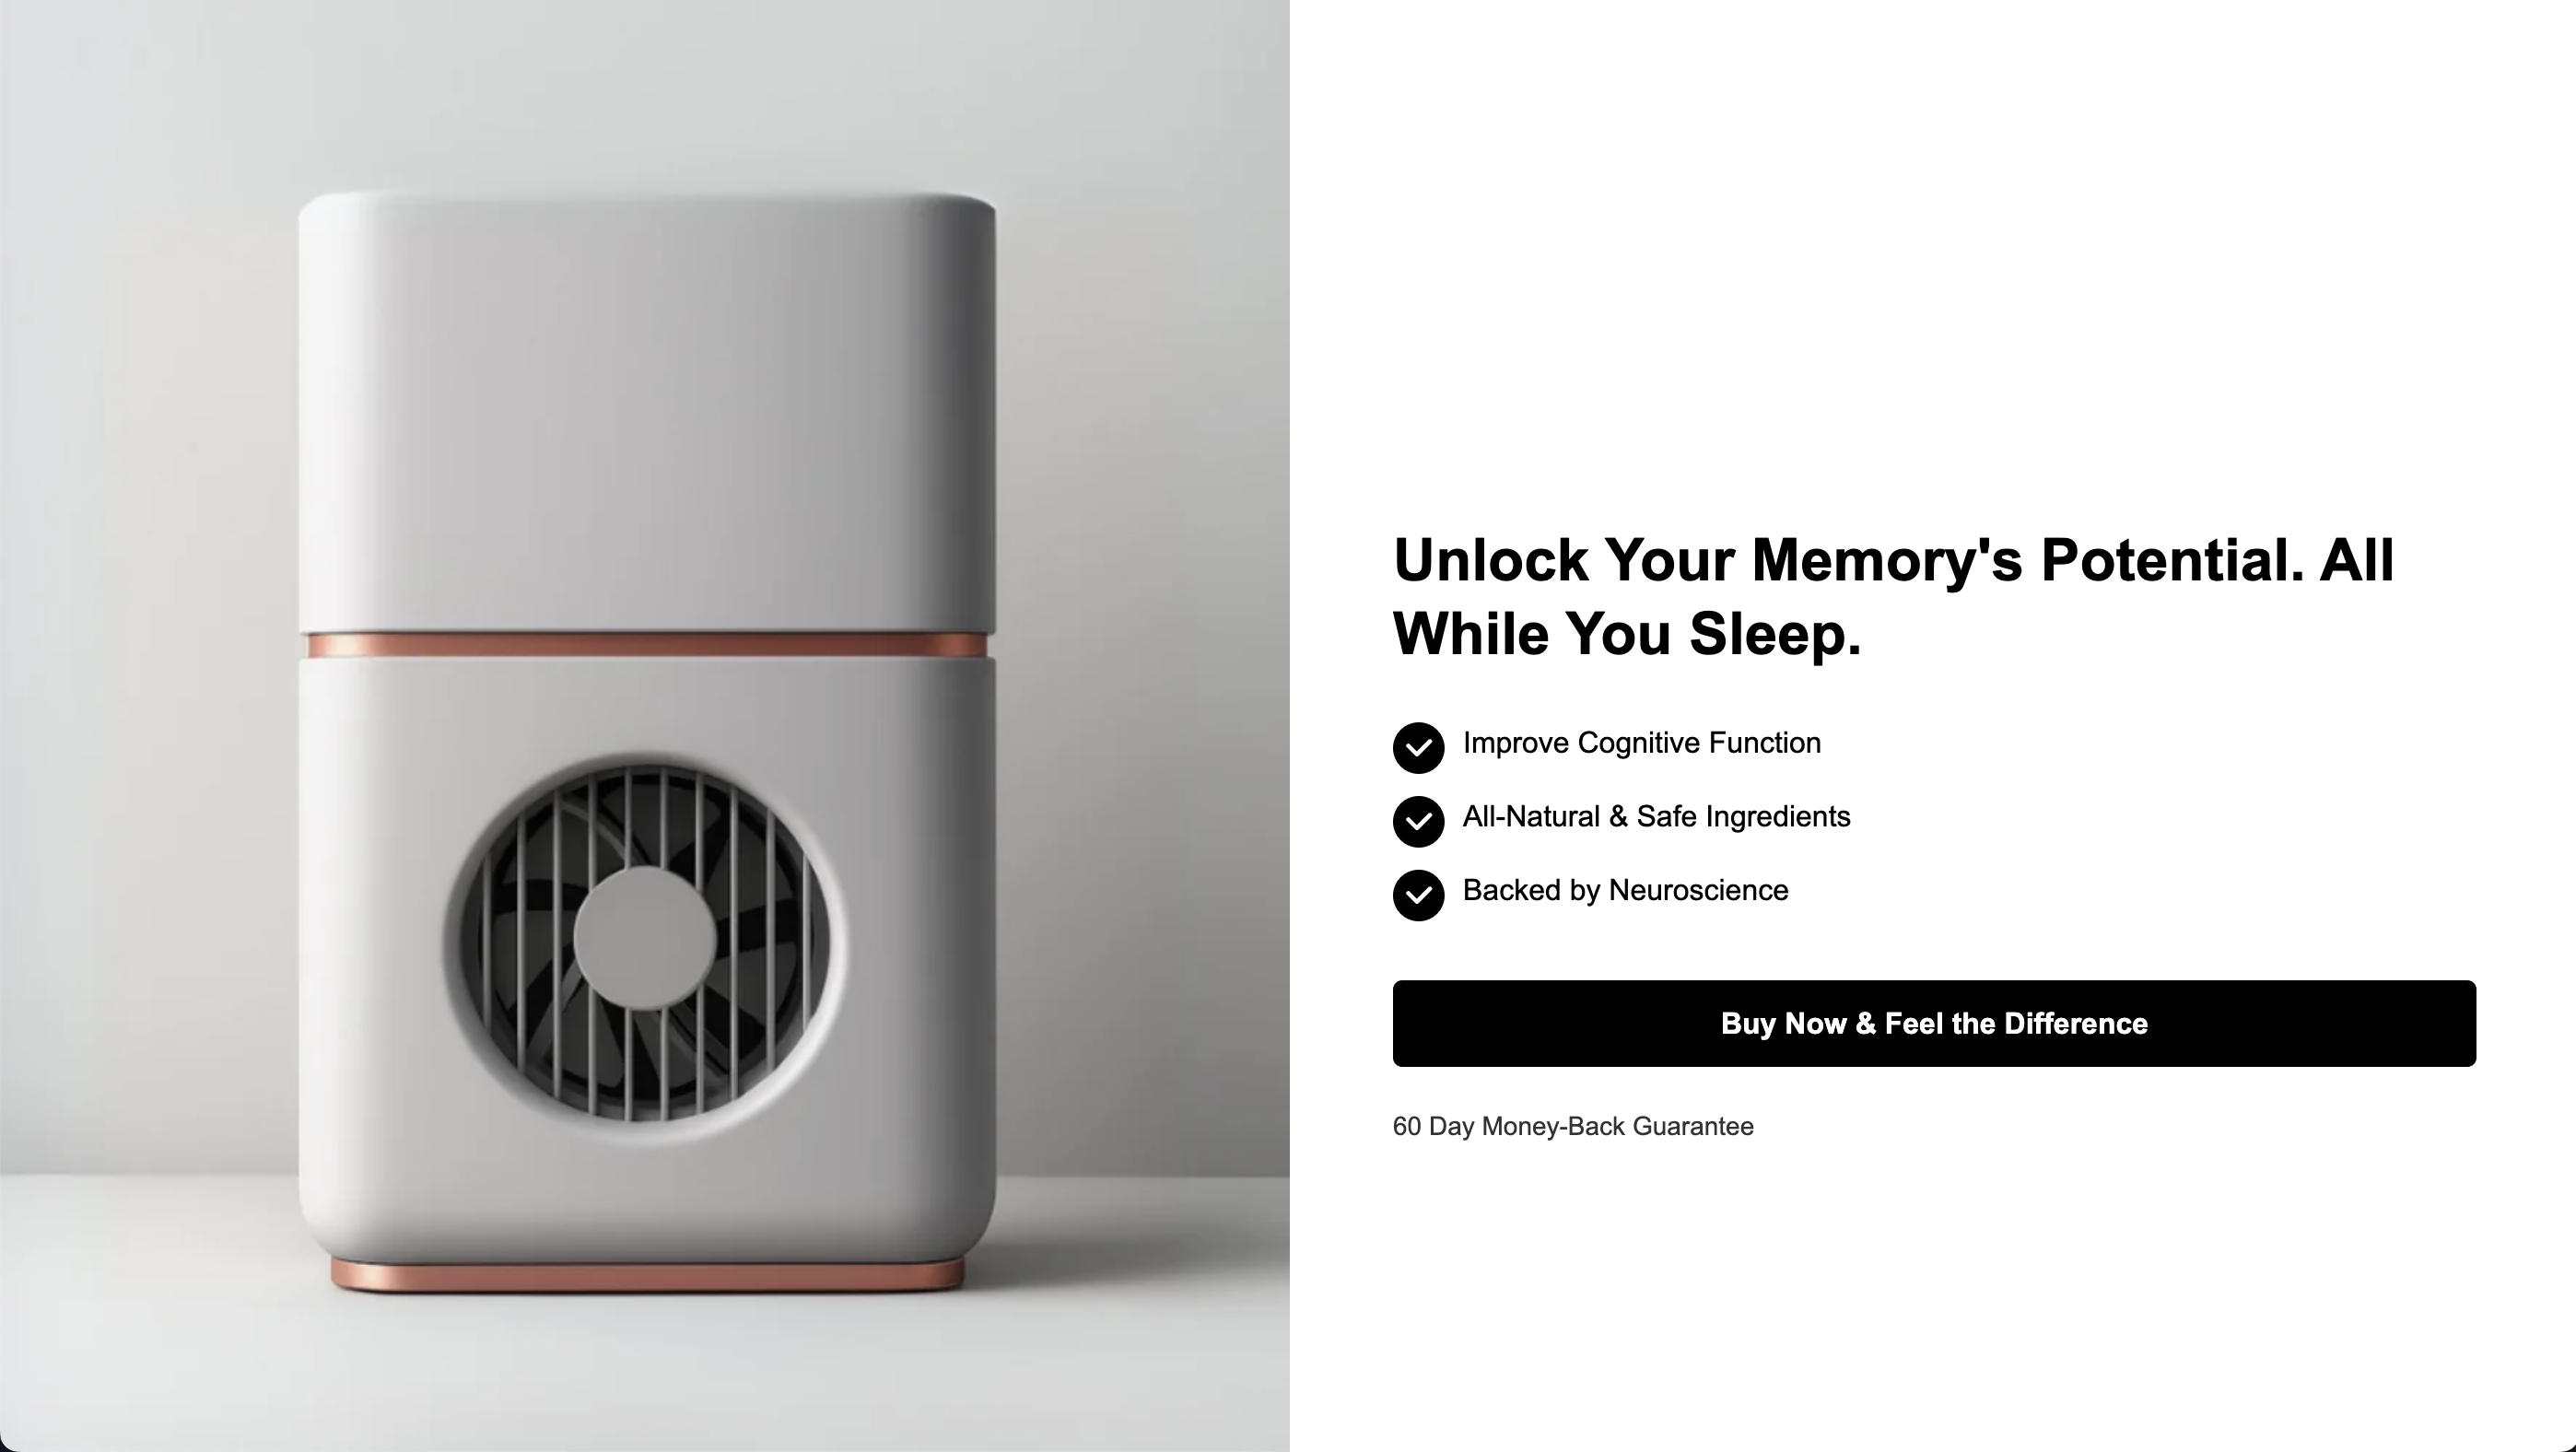 Unlock Your Memory's Potential. All
While You Sleep.
Improve Cognitive Function
All-Natural & Safe Ingredients
Backed by Neuroscience
Buy Now & Feel the Difference
60 Day Money-Back Guarantee